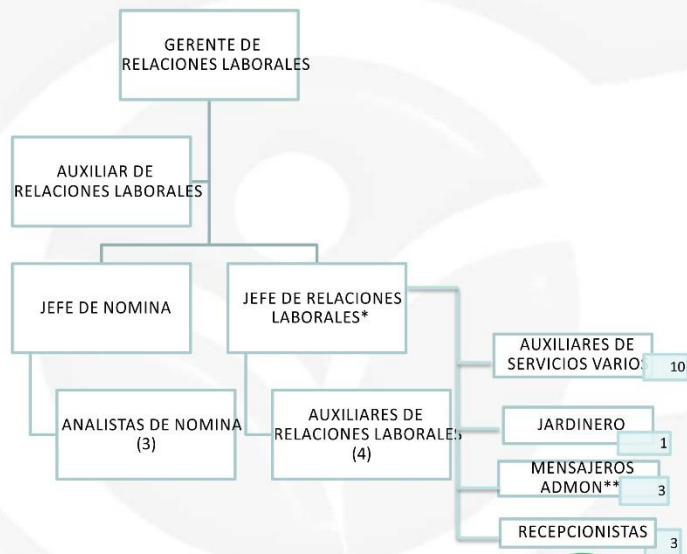 GERENTE DE
RELACIONES LABORALES
AUXILIAR DE
RELACIONES LABORALES
JEFE DE NOMINA
JEFE DE RELACIONES
LABORALES*
ANALISTAS DE NOMINA
(3)
AUXILIARES DE
RELACIONES LABORALES
(4)
AUXILIARES DE
SERVICIOS VARIOS
10
JARDINERO
1
MENSAJEROS
ADMON**
3
RECEPCIONISTAS
3